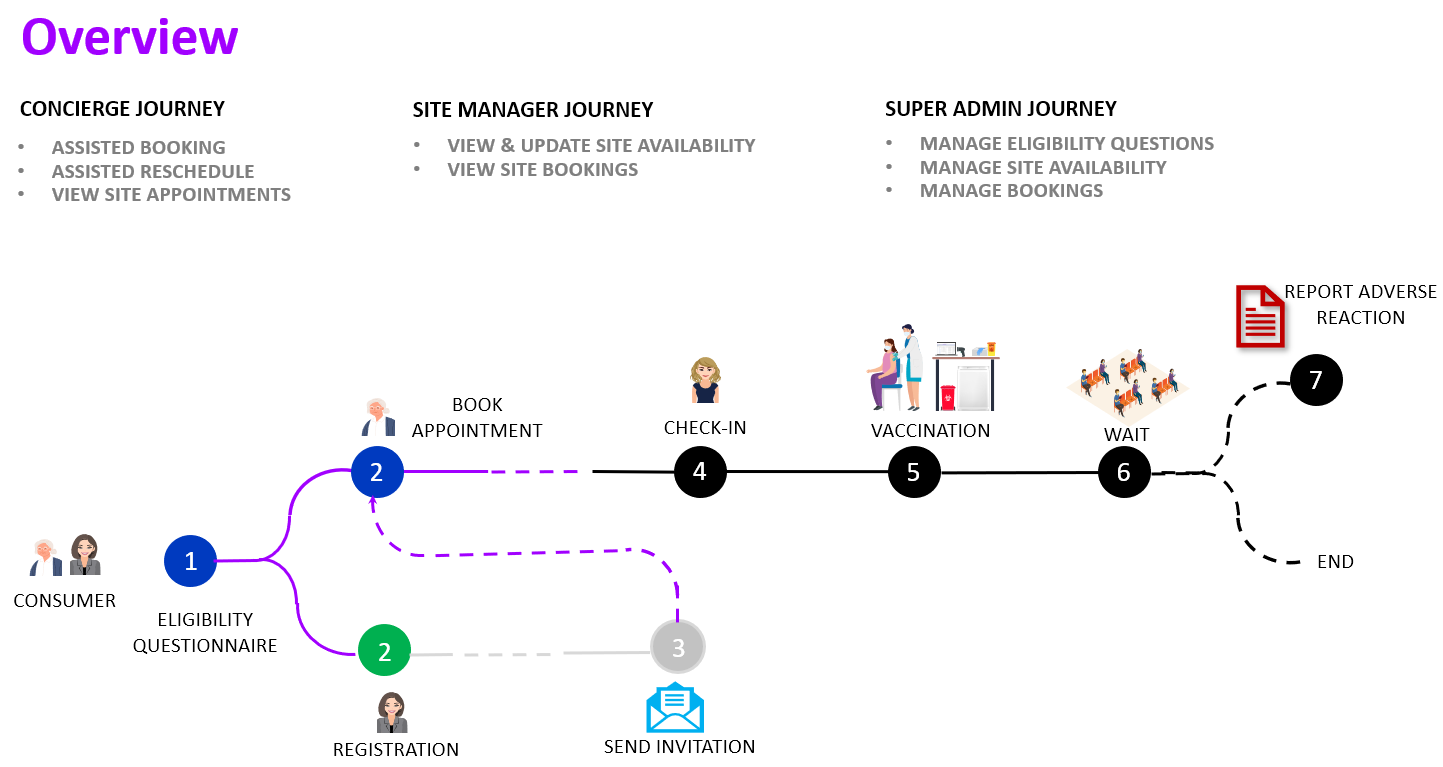 Overview
CONCIERGE JOURNEY
• ASSISTED BOOKING
• ASSISTED RESCHEDULE
• VIEW SITE APPOINTMENTS
SITE MANAGER JOURNEY
• VIEW & UPDATE SITE AVAILABILITY
• VIEW SITE BOOKINGS
SUPER ADMIN JOURNEY
• MANAGE ELIGIBILITY QUESTIONS
• MANAGE SITE AVAILABILITY
• MANAGE BOOKINGS
CONSUMER
1
ELIGIBILITY
QUESTIONNAIRE
BOOK
APPOINTMENT
2
2
REGISTRATION
3
SEND INVITATION
CHECK-IN
4
VACCINATION
5
WAIT
6
REPORT ADVERSE
REACTION
7
END